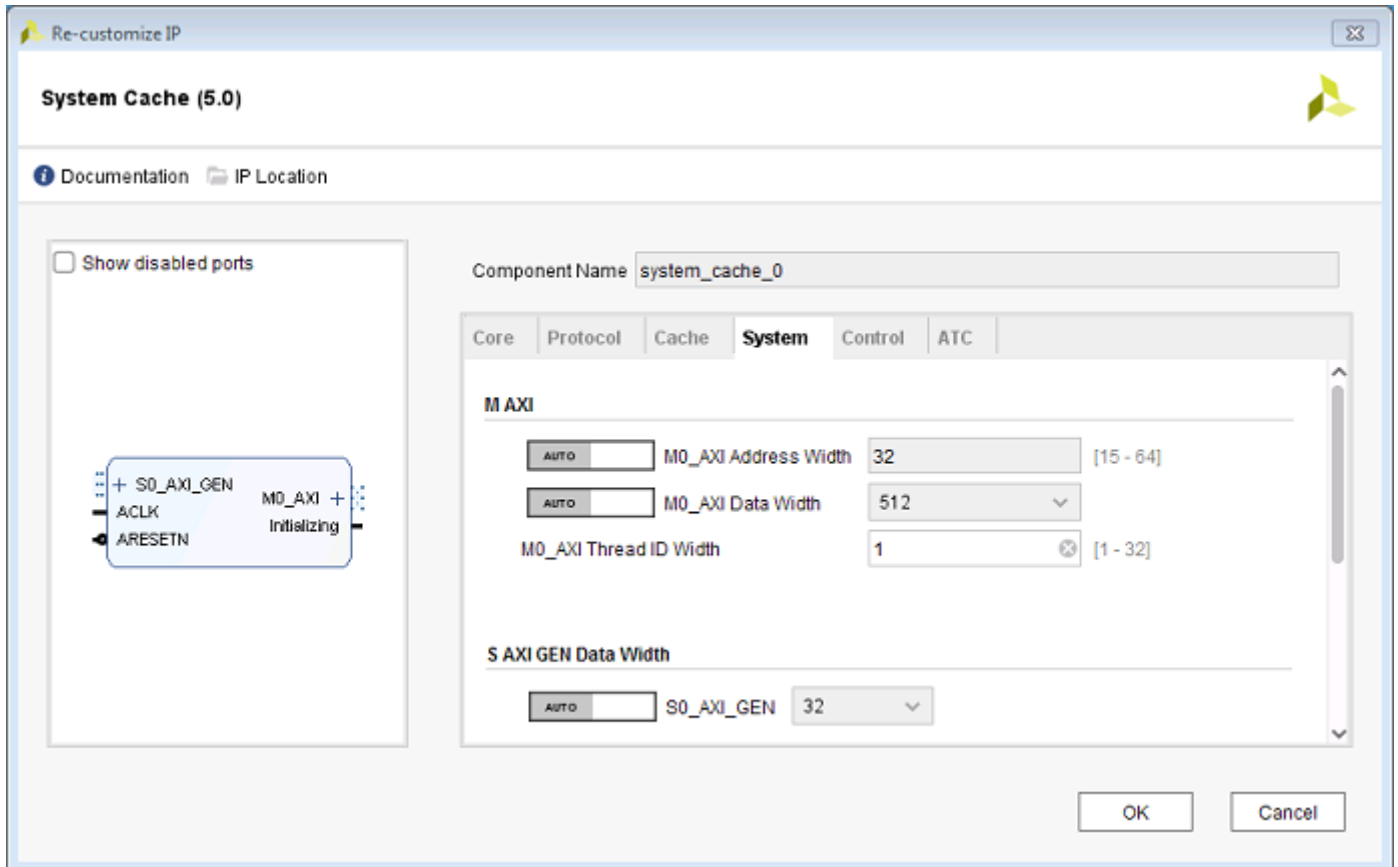 Re-customize IP
System Cache (5.0)
Documentation IP Location
Show disabled ports
S0_AXI_GEN
ACLK
ARESETN
M0_AXI
Initializing
Component Name system_cache_0
Core Protocol Cache System Control ATC
M AXI
AUTO M0_AXI Address Width 32 [15 - 64]
AUTO M0_AXI Data Width 512
M0_AXI Thread ID Width 1 [1 - 32]
S AXI GEN Data Width
AUTO S0_AXI_GEN 32
OK Cancel